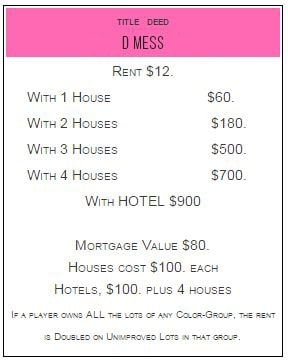 TITLE DEED
D MESS
RENT $12.
WITH 1 HOUSE $60.
WITH 2 HOUSES $180.
WITH 3 HOUSES $500.
WITH 4 HOUSES $700.
WITH HOTEL $900
MORTGAGE VALUE $80.
HOUSES COST $100. EACH
HOTELS, $100. PLUS 4 HOUSES
IF A PLAYER OWNS ALL THE LOTS OF ANY COLOR-GROUP, THE RENT
IS DOUBLED ON UNIMPROVED LOTS IN THAT GROUP.